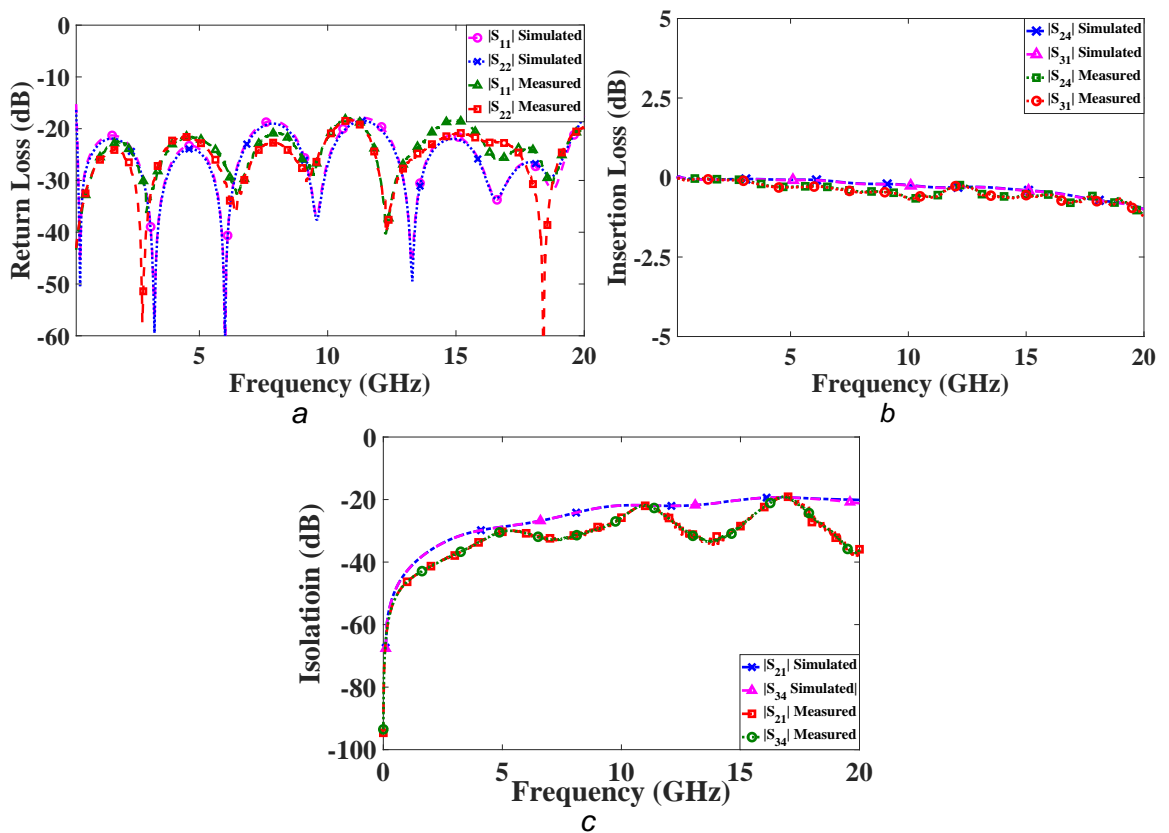 0
-10
-20
-30
-40
-50
-60
5
10
15
20
Return Loss (dB)
Frequency (GHz)
|S11| Simulated
|S22| Simulated
|S11| Measured
|S22| Measured
a
5
2.5
0
-2.5
-5
5
10
15
20
Insertion Loss (dB)
Frequency (GHz)
|S24| Simulated
|S31| Simulated
|S24| Measured
|S31| Measured
b
0
-20
-40
-60
-80
-100
0
5
10
15
20
Isolatioin (dB)
Frequency (GHz)
|S21| Simulated
|S34 Simulated|
|S21| Measured
|S34| Measured
c